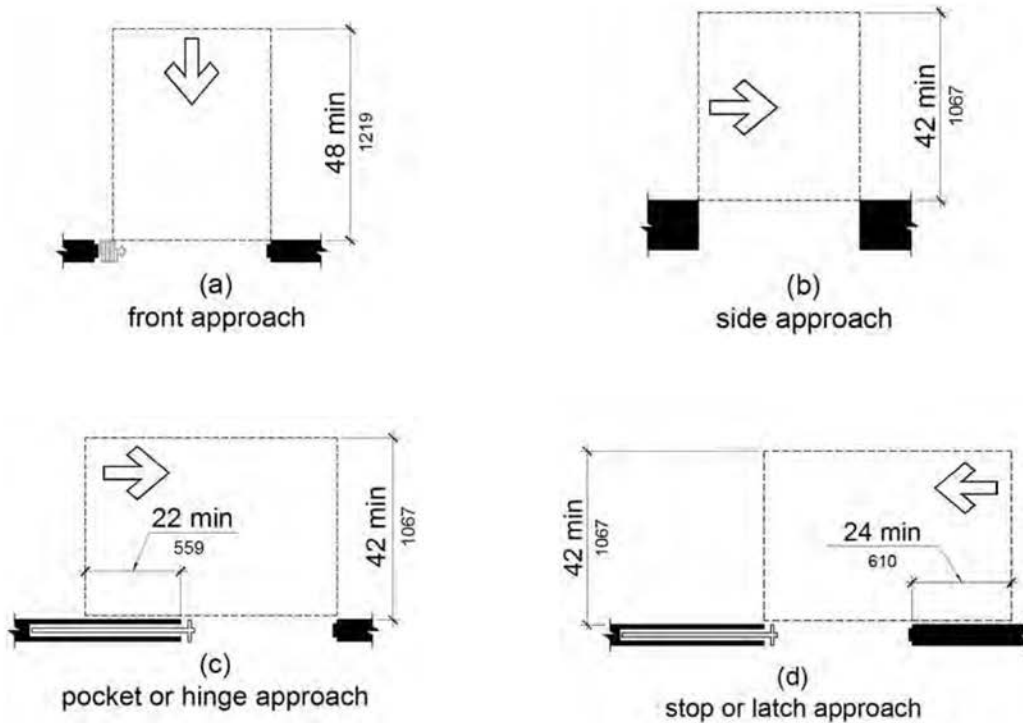 48 min
1219
(a)
front approach
42 min
1067
(b)
side approach
22 min
559
42 min
1067
(c)
pocket or hinge approach
42 min
1067
24 min
610
(d)
stop or latch approach